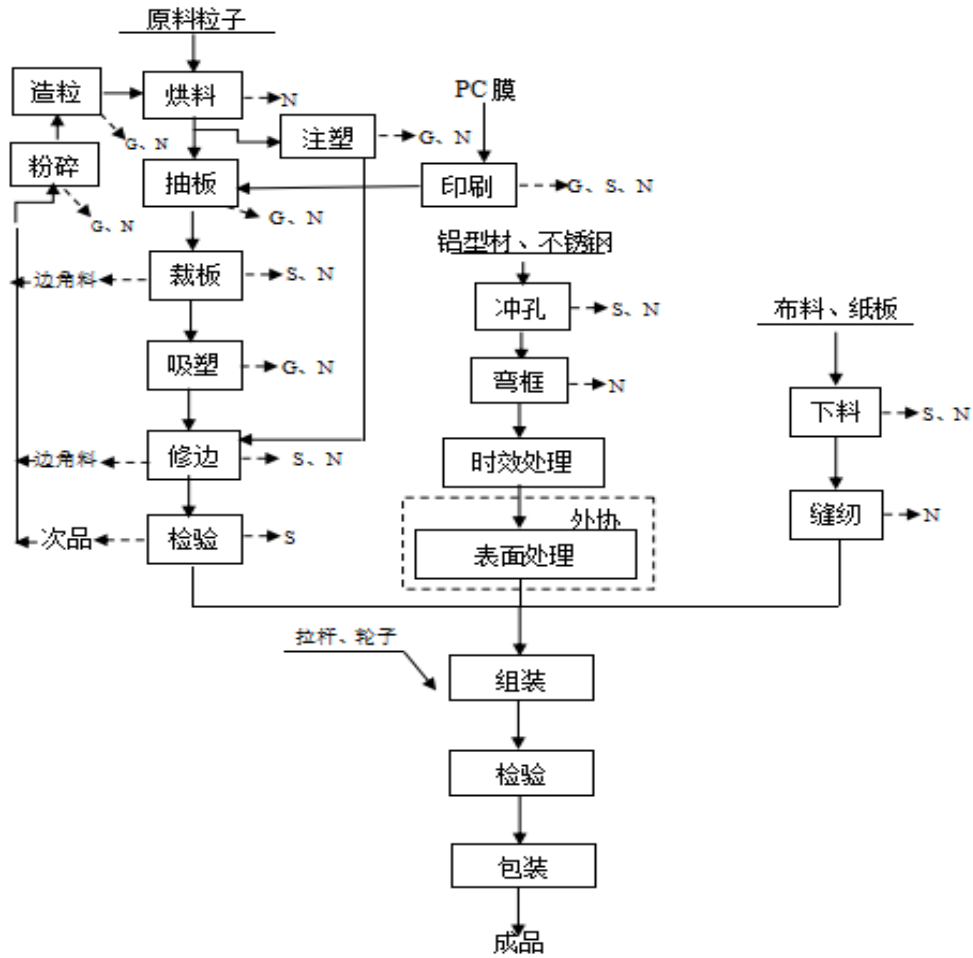 原料粒子
造粒
烘料
N
PC 膜
G、N
注塑
G、N
粉碎
抽板
印刷
G、S、N
G、N
G、N
铝型材、不锈钢
边角料
裁板
S、N
冲孔
S、N
布料、纸板
吸塑
G、N
弯框
N
下料
S、N
边角料
修边
S、N
时效处理
外协
次品
检验
S
表面处理
缝纫
N
拉杆、轮子
组装
检验
包装
成品